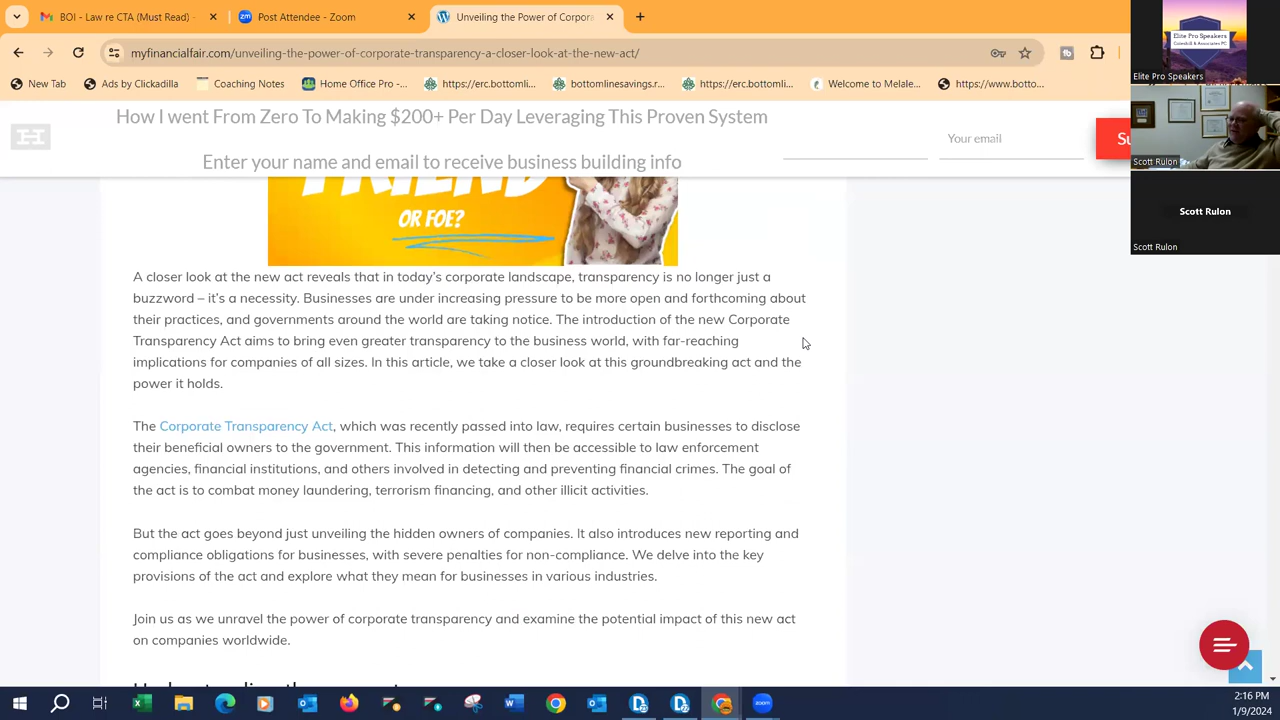 BOI - Law re CTA (Must Read) -
Post Attendee - Zoom
Unveiling the Power of Corpora
myfinancialfair.com/unveiling-the-power-of-corporate-transparency-a-closer-look-at-the-new-act/
New Tab
Ads by Clickadilla
Coaching Notes
Home Office Pro -...
bottomlinesavings.r...
https://erc.bottomli...
Welcome to Melale...
https://www.botto...
How I went From Zero To Making $200+ Per Day Leveraging This Proven System
Enter your name and email to receive business building info
Your email
Su
OR FOE?
A closer look at the new act reveals that in today's corporate landscape, transparency is no longer just a
buzzword – it's a necessity. Businesses are under increasing pressure to be more open and forthcoming about
their practices, and governments around the world are taking notice. The introduction of the new Corporate
Transparency Act aims to bring even greater transparency to the business world, with far-reaching
implications for companies of all sizes. In this article, we take a closer look at this groundbreaking act and the
power it holds.
The Corporate Transparency Act, which was recently passed into law, requires certain businesses to disclose
their beneficial owners to the government. This information will then be accessible to law enforcement
agencies, financial institutions, and others involved in detecting and preventing financial crimes. The goal of
the act is to combat money laundering, terrorism financing, and other illicit activities.
But the act goes beyond just unveiling the hidden owners of companies. It also introduces new reporting and
compliance obligations for businesses, with severe penalties for non-compliance. We delve into the key
provisions of the act and explore what they mean for businesses in various industries.
Join us as we unravel the power of corporate transparency and examine the potential impact of this new act
on companies worldwide.
Elite Pro Speakers
Elite Pro Speakers
Scott Rulon
Scott Rulon
Scott Rulon
2:16 PM
1/9/2024